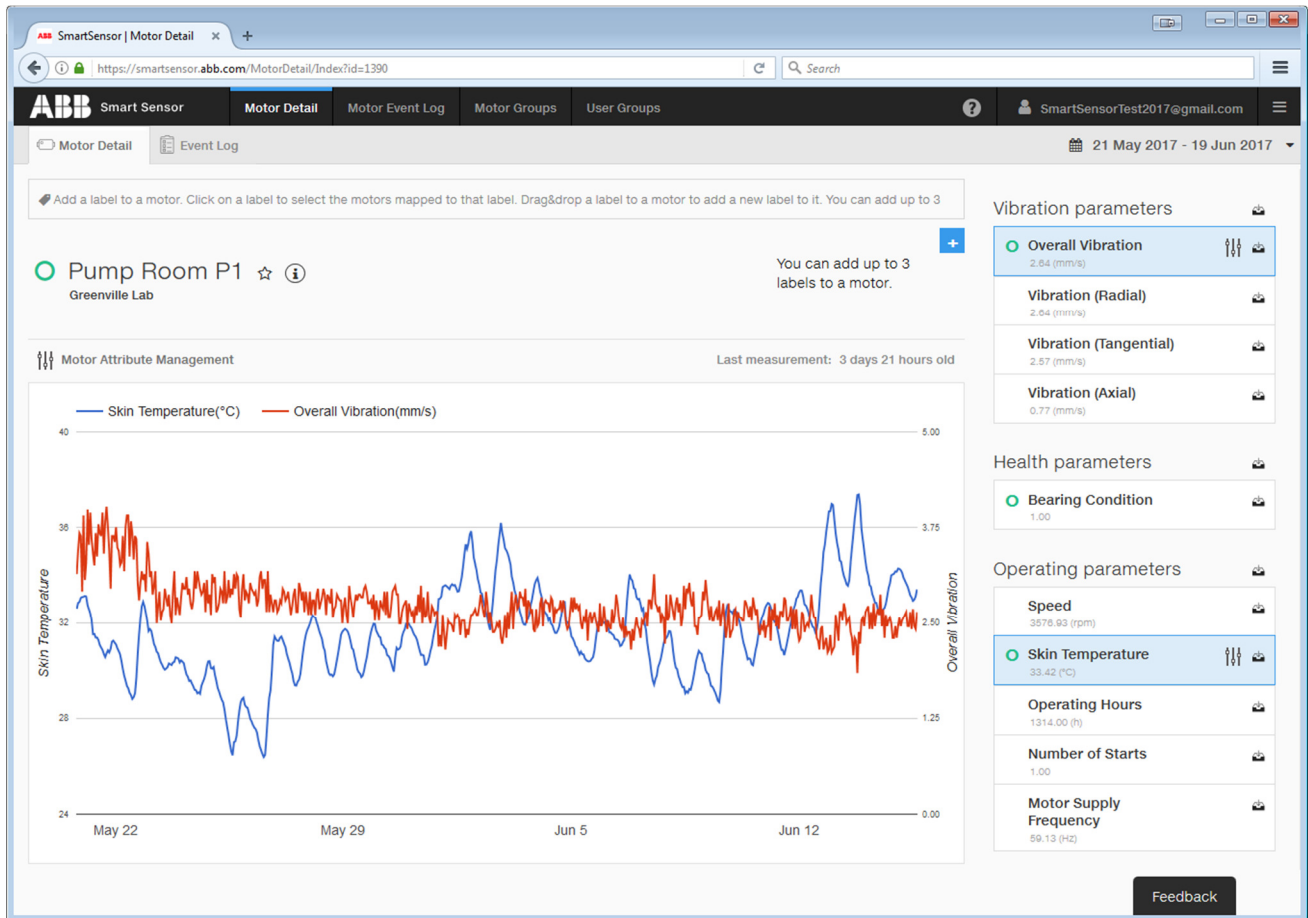 ABB SmartSensor | Motor Detail
https://smartsensor.abb.com/MotorDetail/Index?id=1390
Search
ABB Smart Sensor
Motor Detail
Motor Event Log
Motor Groups
User Groups
SmartSensorTest2017@gmail.com
Motor Detail
Event Log
21 May 2017 - 19 Jun 2017
Add a label to a motor. Click on a label to select the motors mapped to that label. Drag&drop a label to a motor to add a new label to it. You can add up to 3
+
Pump Room P1
Greenville Lab
You can add up to 3
labels to a motor.
Motor Attribute Management
Last measurement: 3 days 21 hours old
Skin Temperature(°C)
Overall Vibration(mm/s)
40
36
32
28
24
Skin Temperature
5.00
3.75
2.50
1.25
0.00
Overall Vibration
May 22
May 29
Jun 5
Jun 12
Vibration parameters
Overall Vibration
2.64 (mm/s)
Vibration (Radial)
2.64 (mm/s)
Vibration (Tangential)
2.57 (mm/s)
Vibration (Axial)
0.77 (mm/s)
Health parameters
Bearing Condition
1.00
Operating parameters
Speed
3576.93 (rpm)
Skin Temperature
33.42 (°C)
Operating Hours
1314.00 (h)
Number of Starts
1.00
Motor Supply
Frequency
59.13 (Hz)
Feedback